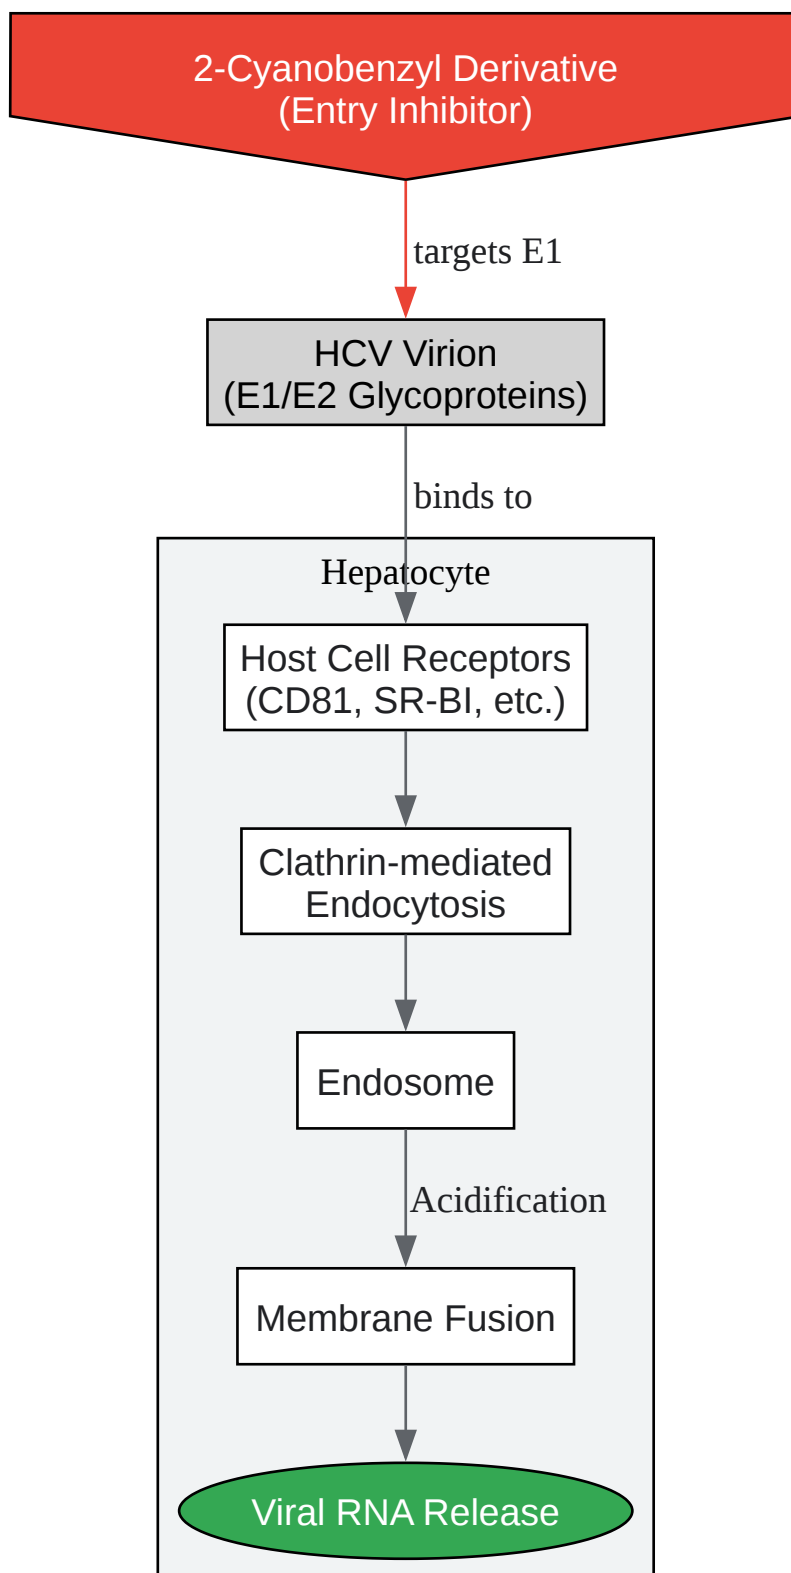 2-Cyanobenzyl Derivative
(Entry Inhibitor)
targets E1
HCV Virion
(E1/E2 Glycoproteins)
binds to
Hepatocyte
Host Cell Receptors
(CD81, SR-BI, etc.)
Clathrin-mediated
Endocytosis
Endosome
Acidification
Membrane Fusion
Viral RNA Release